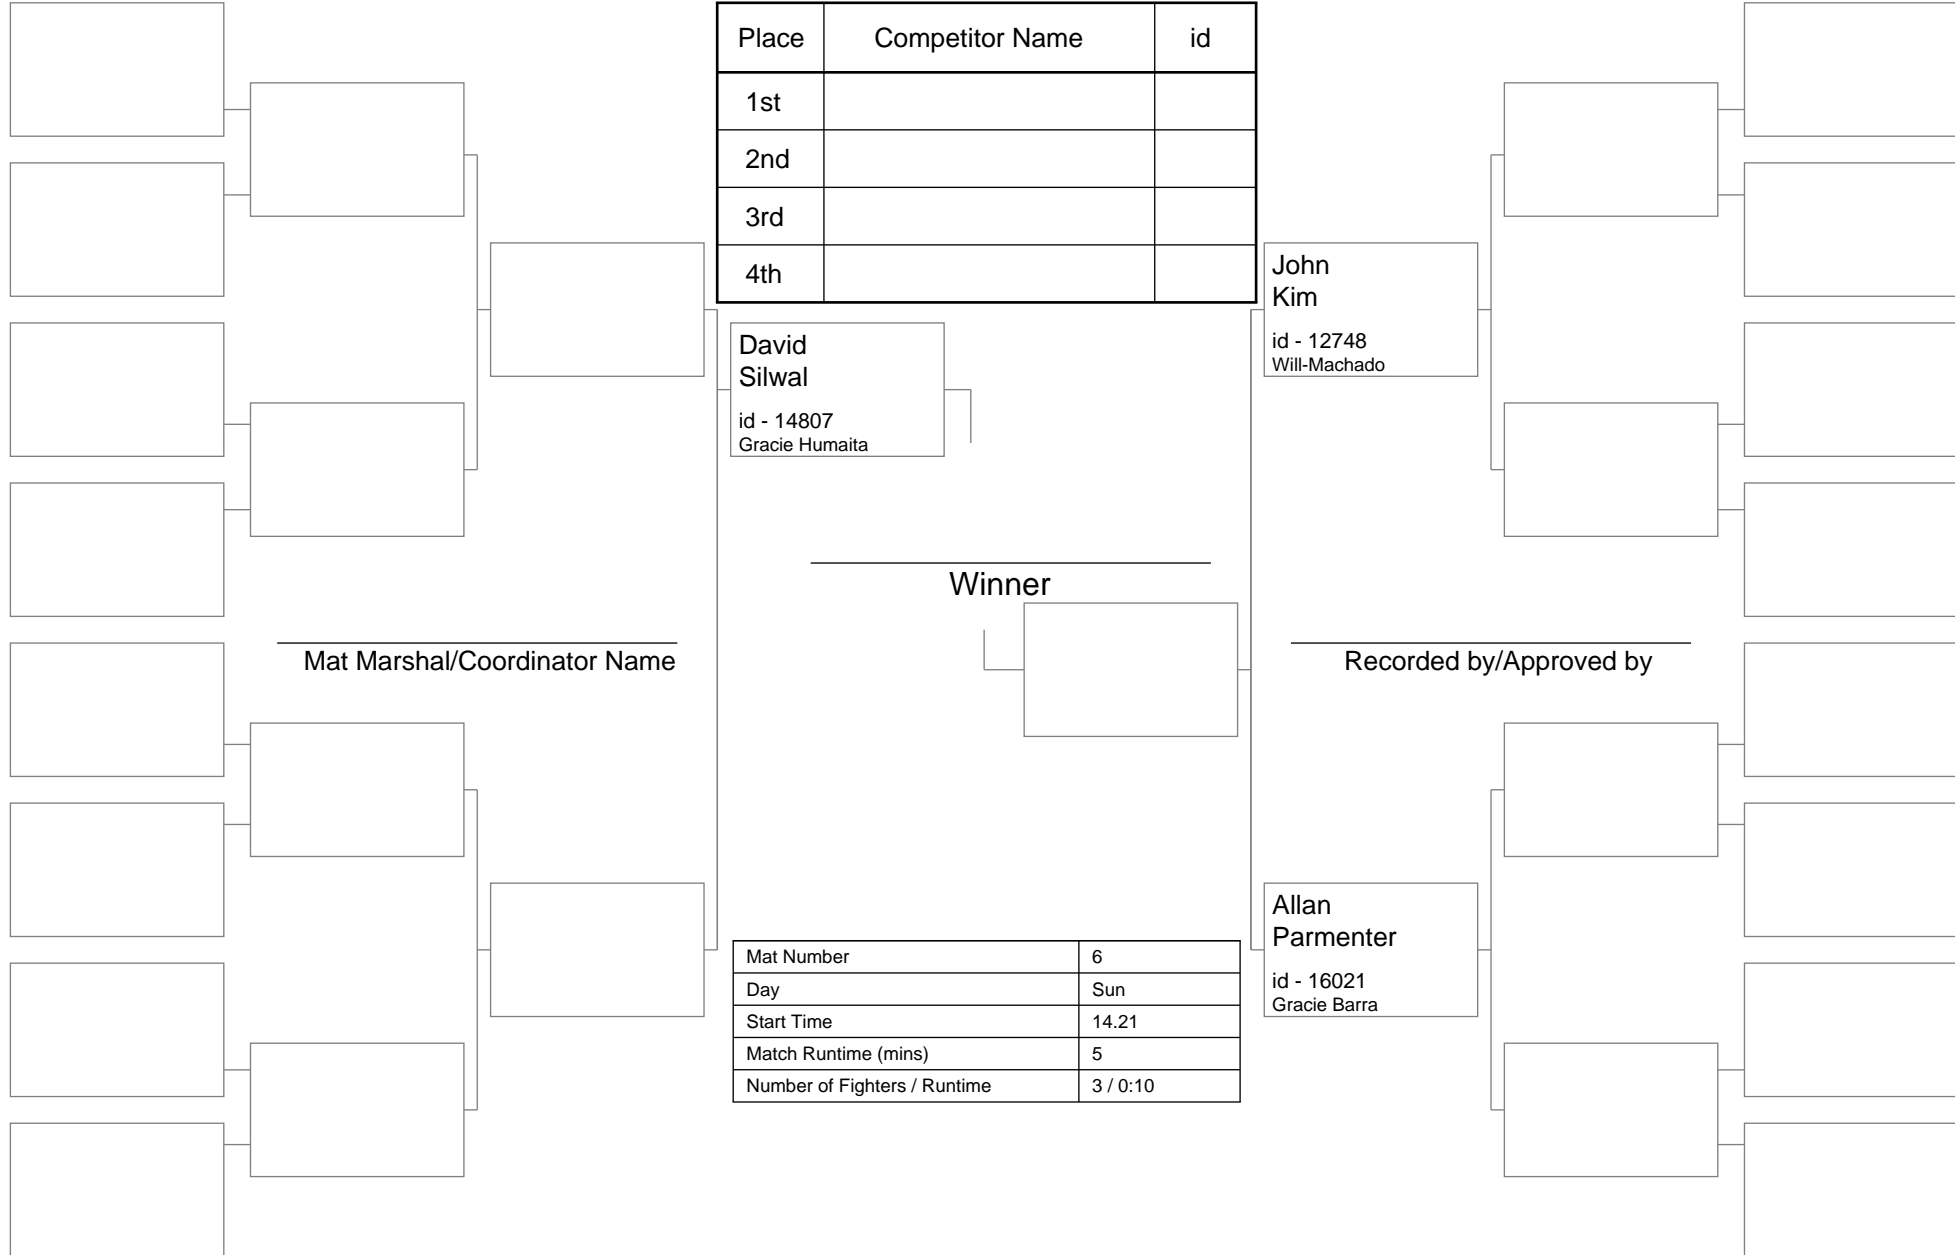 Place Competitor Name id
1st
2nd
3rd
4th
John
Kim
id - 12748
Will-Machado
David
Silwal
id - 14807
Gracie Humaita
Winner
Mat Marshal/Coordinator Name
Recorded by/Approved by
Allan
Parmenter
id - 16021
Gracie Barra
Mat Number 6
Day Sun
Start Time 14.21
Match Runtime (mins) 5
Number of Fighters / Runtime 3 / 0:10